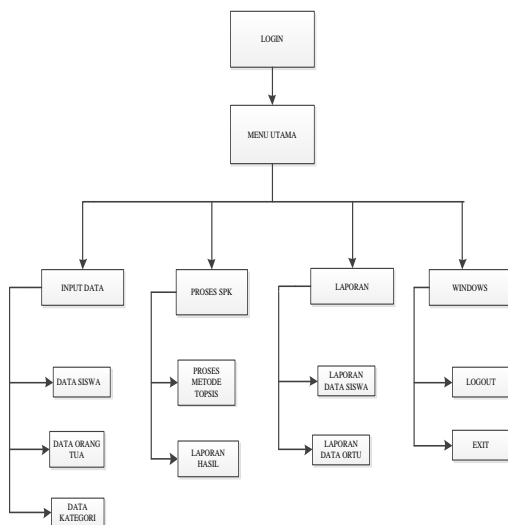 LOGIN
MENU UTAMA
INPUT DATA
PROSES SPK
LAPORAN
WINDOWS
DATA SISWA
PROSES
METODE
TOPSIS
LAPORAN
DATA SISWA
LOGOUT
DATA ORANG
TUA
LAPORAN
HASIL
LAPORAN
DATA ORTU
EXIT
DATA
KATEGORI